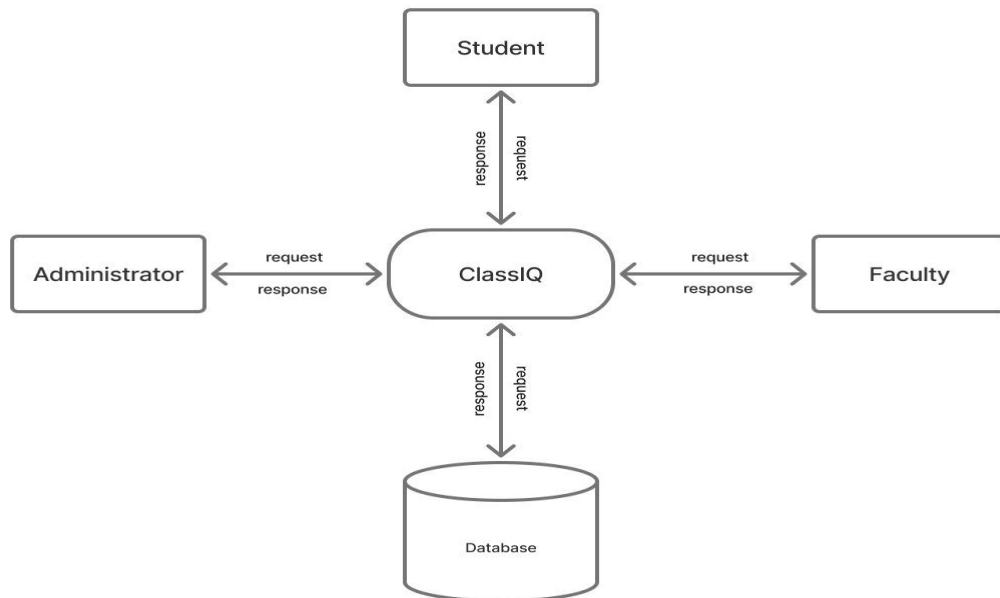 Student
response
request
Administrator
request
response
ClassIQ
request
response
Faculty
response
request
Database